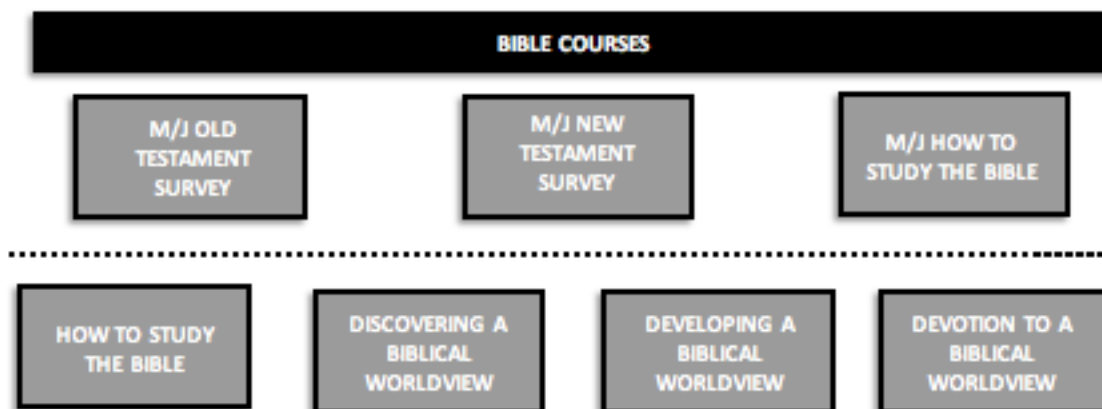 BIBLE COURSES
M/J OLD
TESTAMENT
SURVEY
M/J NEW
TESTAMENT
SURVEY
M/J HOW TO
STUDY THE BIBLE
HOW TO STUDY
THE BIBLE
DISCOVERING A
BIBLICAL
WORLDVIEW
DEVELOPING A
BIBLICAL
WORLDVIEW
DEVOTION TO A
BIBLICAL
WORLDVIEW